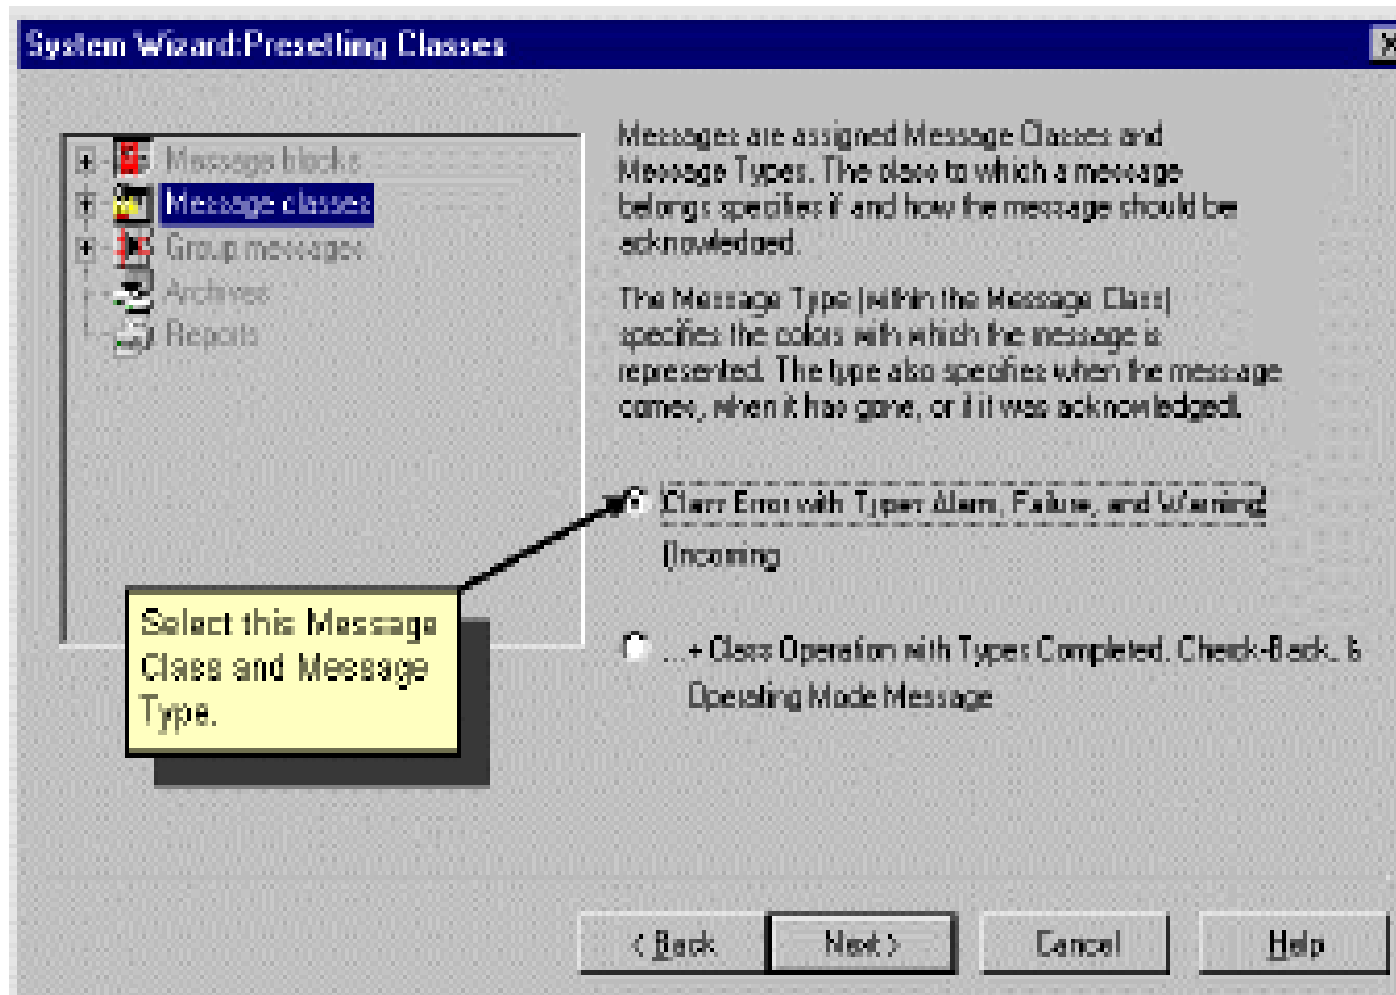 System Wizard:Presetting Classes
Message blocks
Message classes
Group messages
Archives
Reports
Messages are assigned Message Classes and
Message Types. The class to which a message
belongs specifies if and how the message should be
acknowledged.
The Message Type (within the Message Class)
specifies the colors with which the message is
represented. The type also specifies when the message
comes, when it has gone, or if it was acknowledged.
Class Error with Types Alarm, Failure, and Warning
(Incoming
Select this Message
Class and Message
Type.
...+ Class Operation with Types Completed, Check-Back, &
Operating Mode Message
< Back
Next >
Cancel
Help